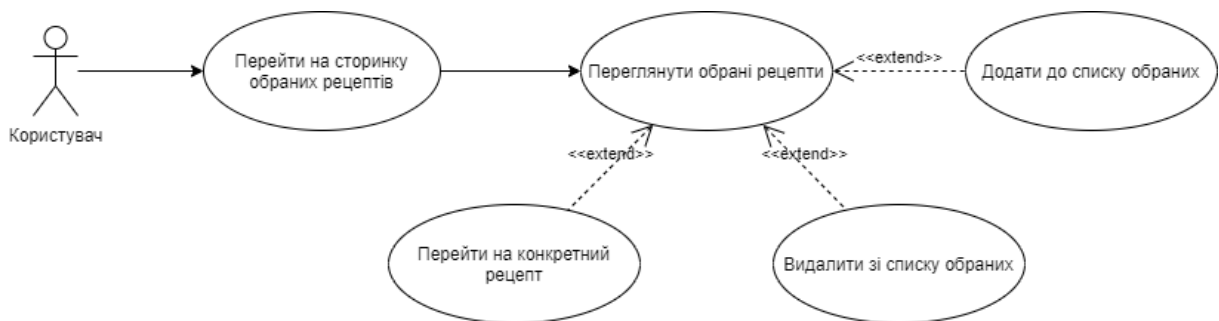 Користувач
Перейти на сторинку
обраних рецептів
Переглянути обрані рецепти
<<extend>>
Додати до списку обраних
<<extend>>
<<extend>>
Перейти на конкретний
рецепт
Видалити зі списку обраних